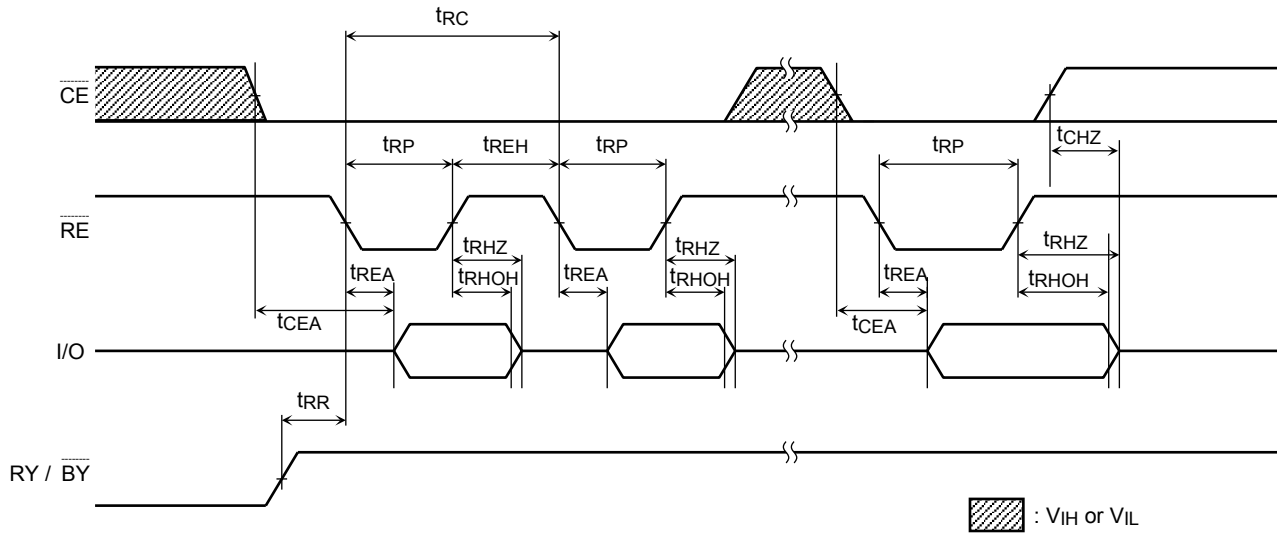 tRC
CE
tCHZ
tRP tREH tRP tRP
RE
tRHZ tRHZ tRHZ
tREA tRHOH tREA tRHOH tREA tRHOH
tCEA tCEA
I/O
tRR
RY / BY
: VIH or VIL